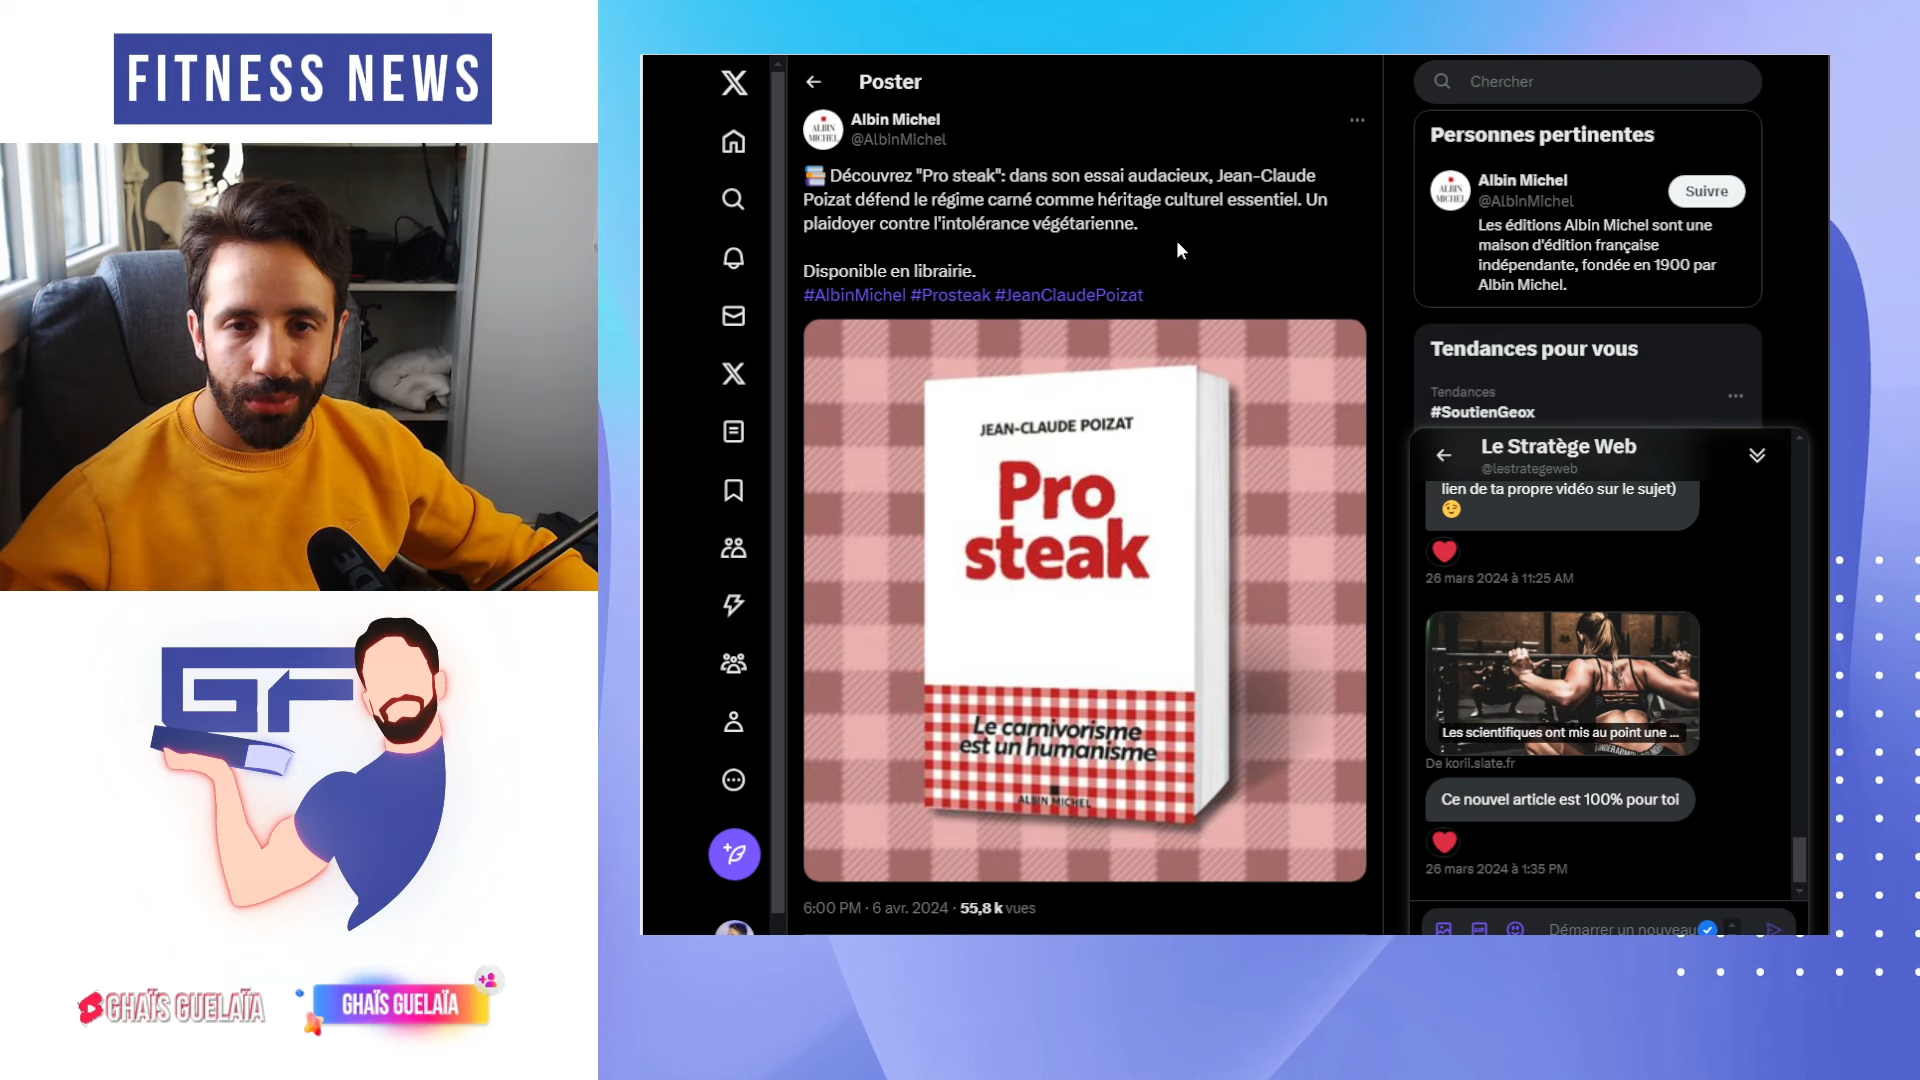 FITNESS NEWS
GHAÏS GUELAÏA
GHAÏS GUELAÏA
Poster
Albin Michel
@AlbinMichel
Découvrez "Pro steak": dans son essai audacieux, Jean-Claude
Poizat défend le régime carné comme héritage culturel essentiel. Un
plaidoyer contre l'intolérance végétarienne.
Disponible en librairie.
#AlbinMichel #Prosteak #JeanClaudePoizat
JEAN-CLAUDE POIZAT
Pro
steak
Le carnivorisme
est un humanisme
ALBIN MICHEL
6:00 PM · 6 avr. 2024 · 55,8 k vues
Chercher
Personnes pertinentes
ALBIN
MICHEL
Albin Michel
@AlbinMichel
Suivre
Les éditions Albin Michel sont une
maison d'édition française
indépendante, fondée en 1900 par
Albin Michel.
Tendances pour vous
Tendances
#SoutienGeox
Le Stratège Web
@lestrategeweb
lien de ta propre vidéo sur le sujet)
26 mars 2024 à 11:25 AM
Les scientifiques ont mis au point une ...
De korii.slate.fr
Ce nouvel article est 100% pour toi
26 mars 2024 à 1:35 PM
GIF
Démarrer un nouveau